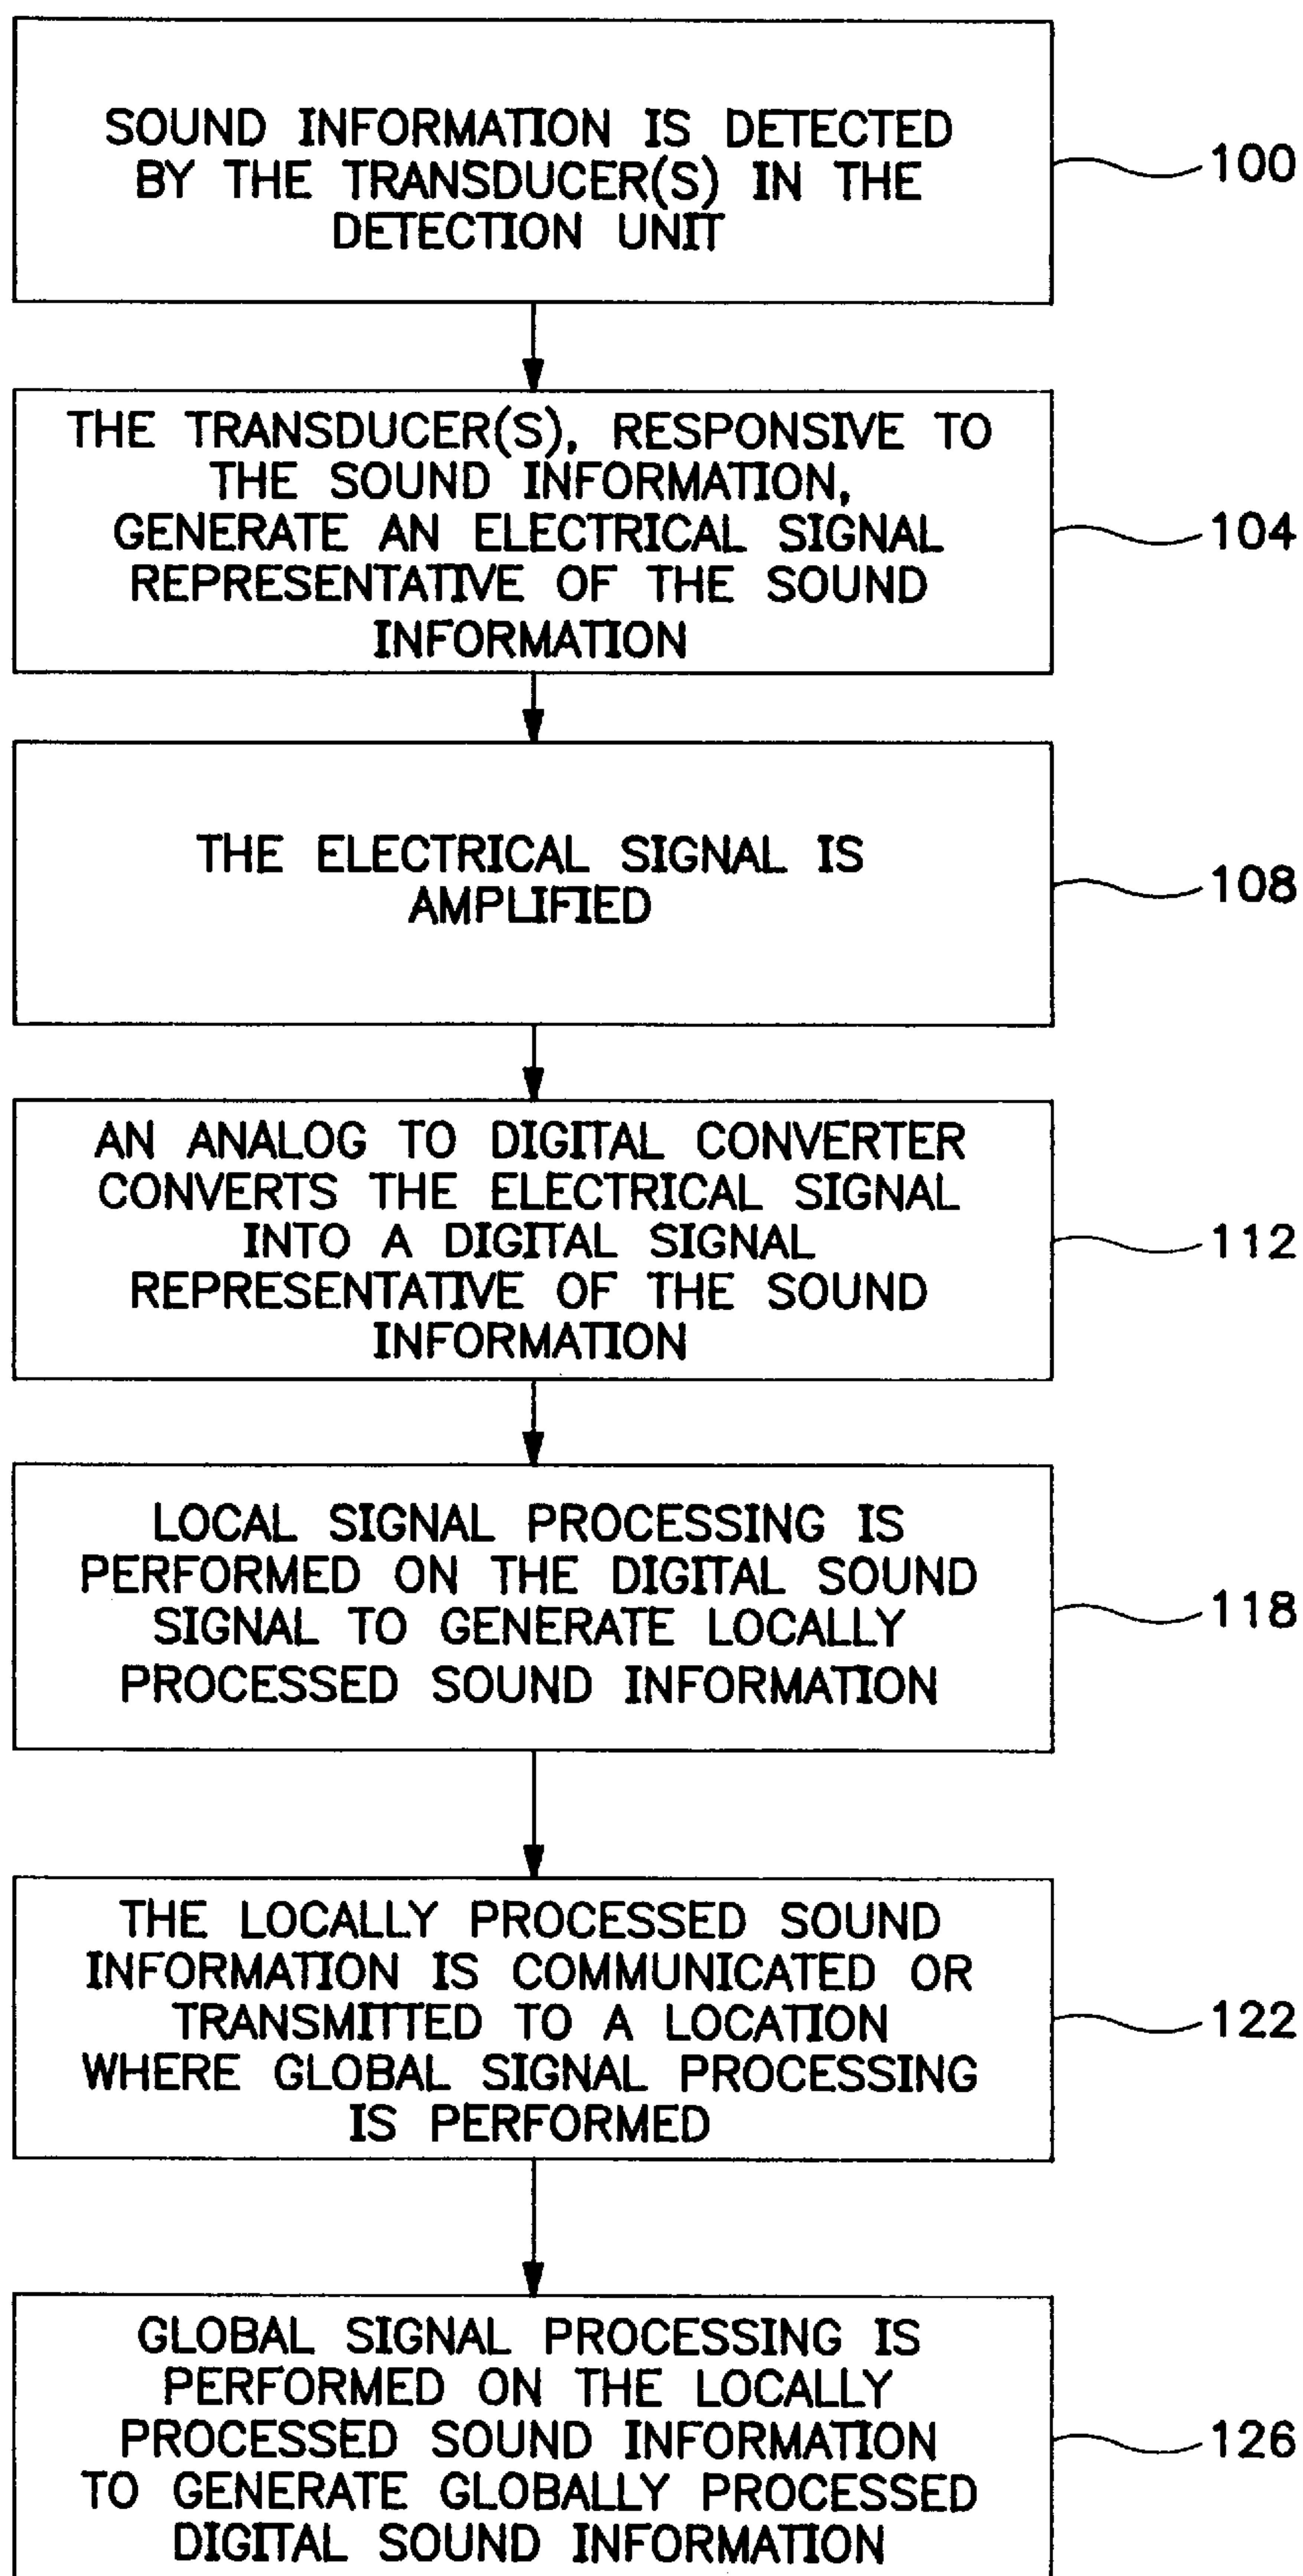 SOUND INFORMATION IS DETECTED
BY THE TRANSDUCER(S) IN THE
DETECTION UNIT
100
THE TRANSDUCER(S), RESPONSIVE TO
THE SOUND INFORMATION,
GENERATE AN ELECTRICAL SIGNAL
REPRESENTATIVE OF THE SOUND
INFORMATION
104
THE ELECTRICAL SIGNAL IS
AMPLIFIED
108
AN ANALOG TO DIGITAL CONVERTER
CONVERTS THE ELECTRICAL SIGNAL
INTO A DIGITAL SIGNAL
REPRESENTATIVE OF THE SOUND
INFORMATION
112
LOCAL SIGNAL PROCESSING IS
PERFORMED ON THE DIGITAL SOUND
SIGNAL TO GENERATE LOCALLY
PROCESSED SOUND INFORMATION
118
THE LOCALLY PROCESSED SOUND
INFORMATION IS COMMUNICATED OR
TRANSMITTED TO A LOCATION
WHERE GLOBAL SIGNAL PROCESSING
IS PERFORMED
122
GLOBAL SIGNAL PROCESSING IS
PERFORMED ON THE LOCALLY
PROCESSED SOUND INFORMATION
TO GENERATE GLOBALLY PROCESSED
DIGITAL SOUND INFORMATION
126